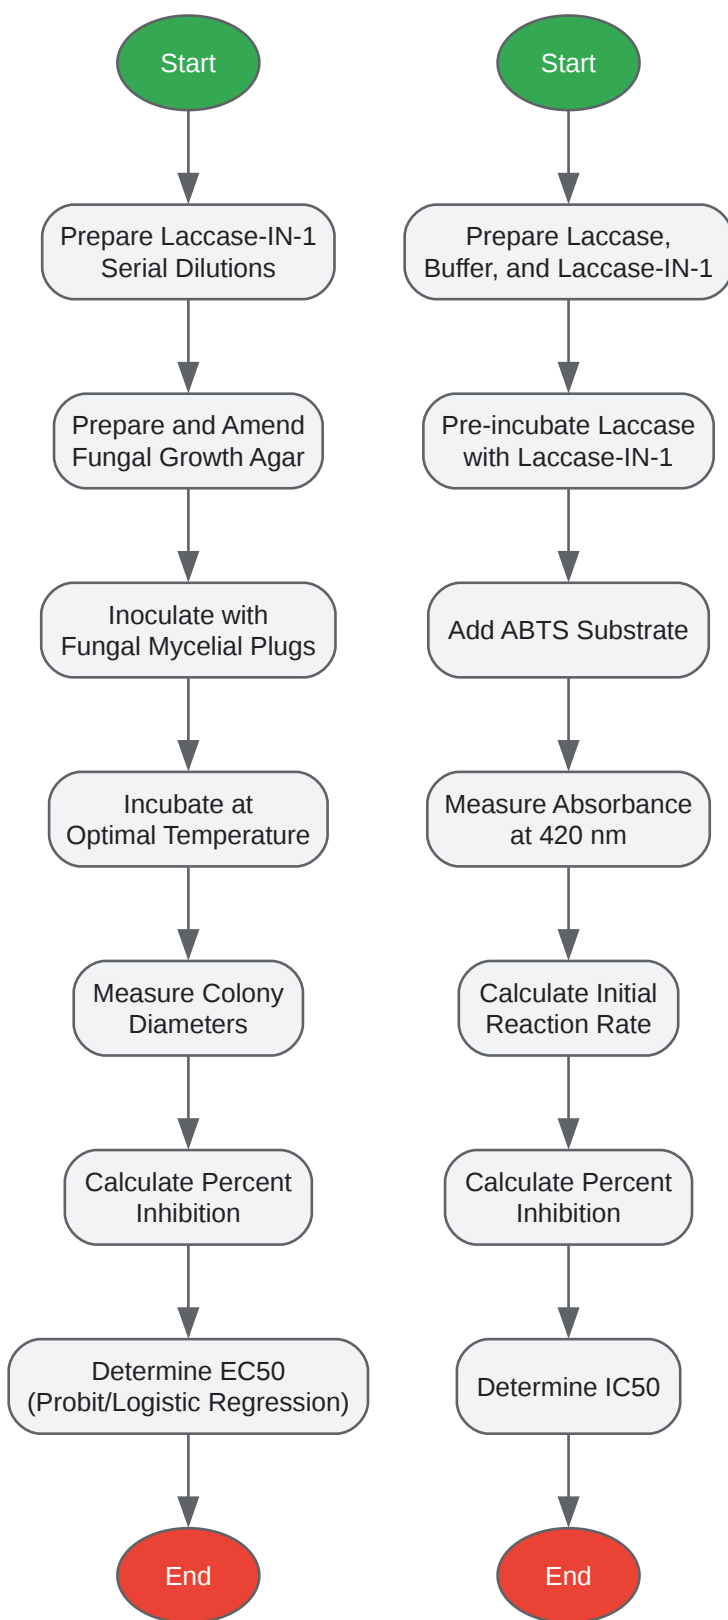 Start
Prepare Laccase-IN-1
Serial Dilutions
Prepare and Amend
Fungal Growth Agar
Inoculate with
Fungal Mycelial Plugs
Incubate at
Optimal Temperature
Measure Colony
Diameters
Calculate Percent
Inhibition
Determine EC50
(Probit/Logistic Regression)
End
Start
Prepare Laccase,
Buffer, and Laccase-IN-1
Pre-incubate Laccase
with Laccase-IN-1
Add ABTS Substrate
Measure Absorbance
at 420 nm
Calculate Initial
Reaction Rate
Calculate Percent
Inhibition
Determine IC50
End